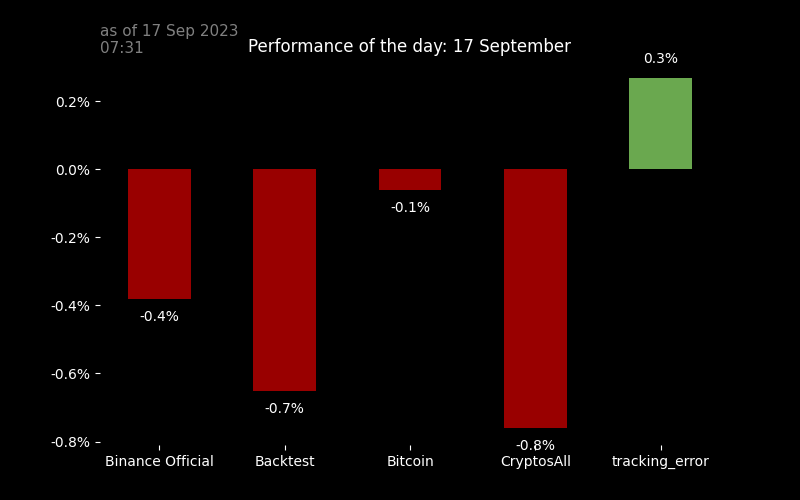 as of 17 Sep 2023
07:31
Performance of the day: 17 September
0.3%
0.2%
0.0%
-0.1%
-0.2%
-0.4%
-0.4%
-0.6%
-0.7%
-0.8%
-0.8%
Binance Official
Backtest
Bitcoin
CryptosAll
tracking_error